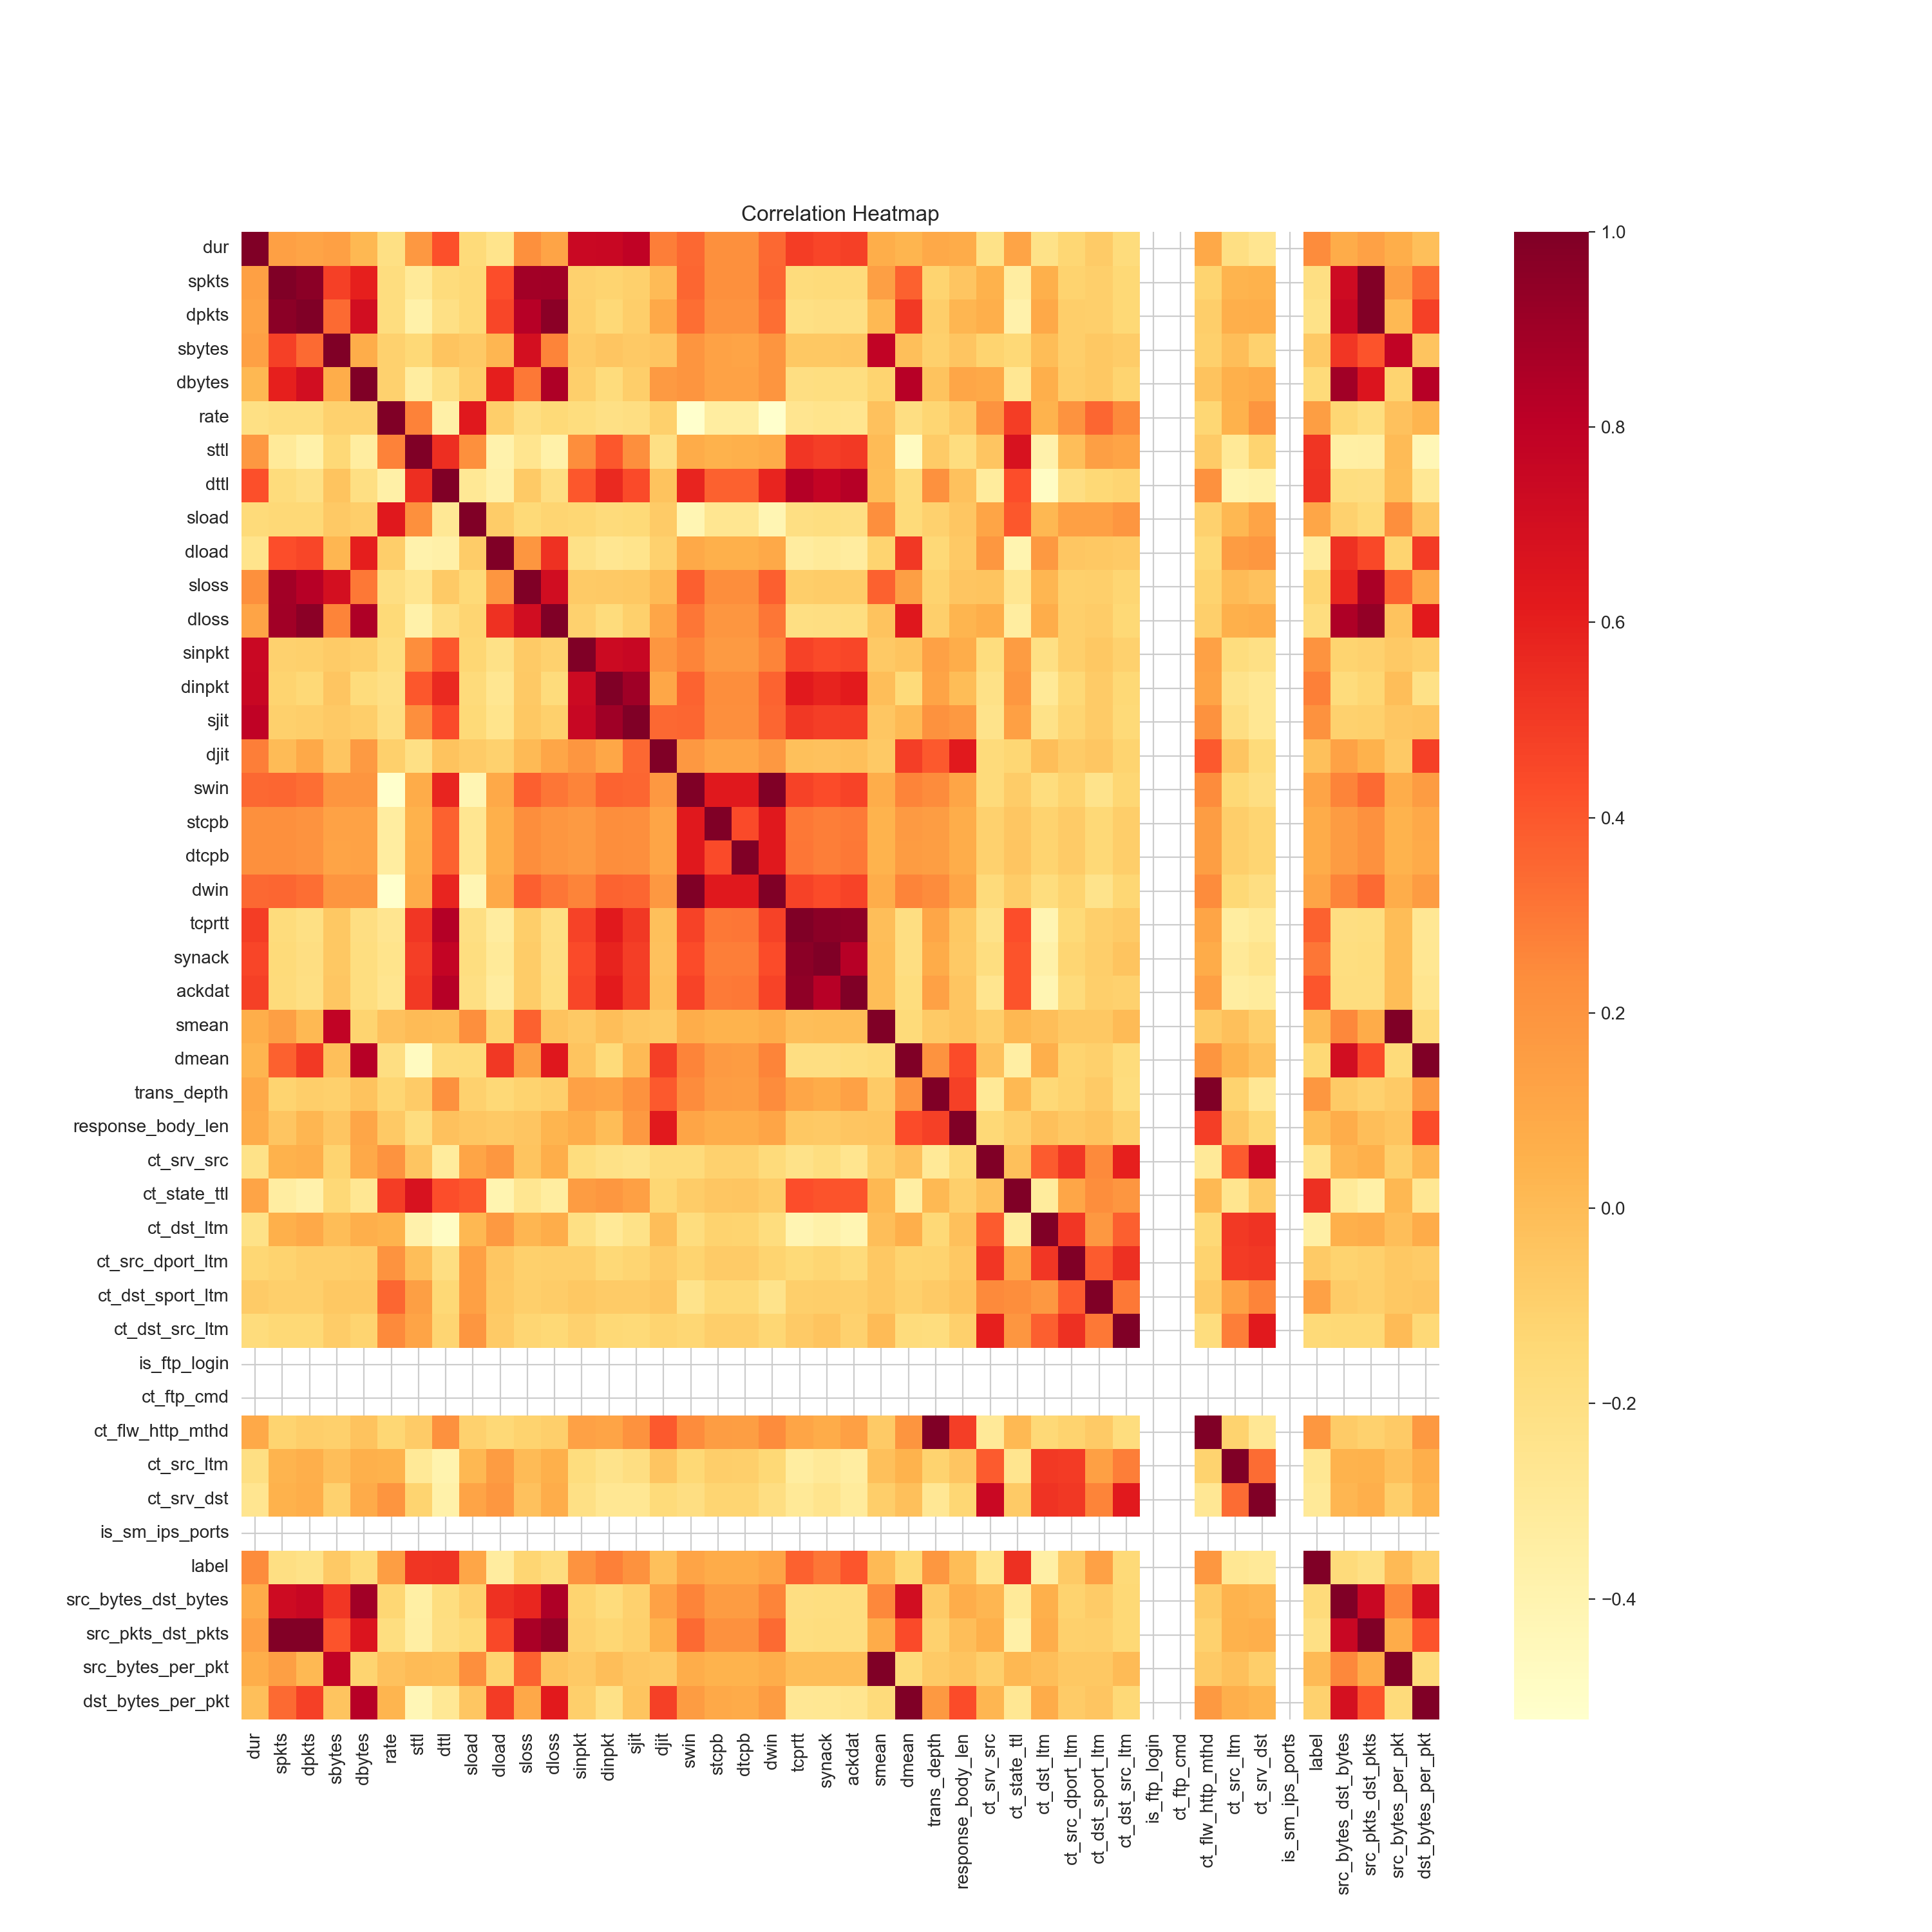 Correlation Heatmap
dur
spkts
dpkts
sbytes
dbytes
rate
sttl
dttl
sload
dload
sloss
dloss
sinpkt
dinpkt
sjit
djit
swin
stcpb
dtcpb
dwin
tcprtt
synack
ackdat
smean
dmean
trans_depth
response_body_len
ct_srv_src
ct_state_ttl
ct_dst_ltm
ct_src_dport_ltm
ct_dst_sport_ltm
ct_dst_src_ltm
is_ftp_login
ct_ftp_cmd
ct_flw_http_mthd
ct_src_ltm
ct_srv_dst
is_sm_ips_ports
label
src_bytes_dst_bytes
src_pkts_dst_pkts
src_bytes_per_pkt
dst_bytes_per_pkt
dur
spkts
dpkts
sbytes
dbytes
rate
sttl
dttl
sload
dload
sloss
dloss
sinpkt
dinpkt
sjit
djit
swin
stcpb
dtcpb
dwin
tcprtt
synack
ackdat
smean
dmean
trans_depth
response_body_len
ct_srv_src
ct_state_ttl
ct_dst_ltm
ct_src_dport_ltm
ct_dst_sport_ltm
ct_dst_src_ltm
is_ftp_login
ct_ftp_cmd
ct_flw_http_mthd
ct_src_ltm
ct_srv_dst
is_sm_ips_ports
label
src_bytes_dst_bytes
src_pkts_dst_pkts
src_bytes_per_pkt
dst_bytes_per_pkt
1.0
0.8
0.6
0.4
0.2
0.0
−0.2
−0.4